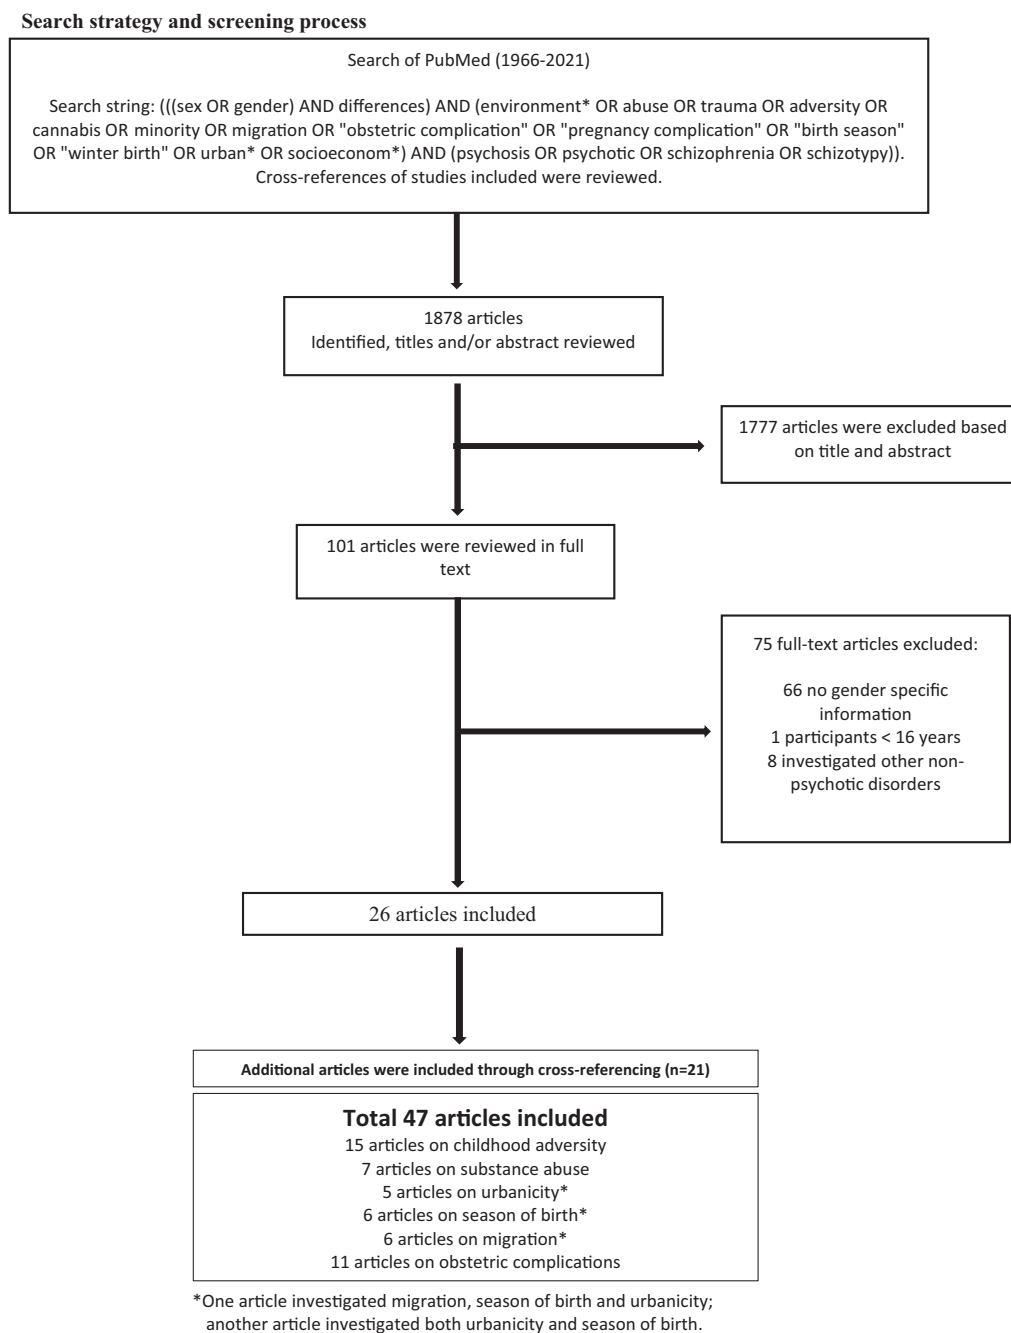 Search strategy and screening process
Search of PubMed (1966-2021)
Search string: (((sex OR gender) AND differences) AND (environment* OR abuse OR trauma OR adversity OR
cannabis OR minority OR migration OR "obstetric complication" OR "pregnancy complication" OR "birth season"
OR "winter birth" OR urban* OR socioeconom*) AND (psychosis OR psychotic OR schizophrenia OR schizotypy)).
Cross-references of studies included were reviewed.
1878 articles
Identified, titles and/or abstract reviewed
1777 articles were excluded based
on title and abstract
101 articles were reviewed in full
text
75 full-text articles excluded:
66 no gender specific
information
1 participants < 16 years
8 investigated other non-
psychotic disorders
26 articles included
Additional articles were included through cross-referencing (n=21)
Total 47 articles included
15 articles on childhood adversity
7 articles on substance abuse
5 articles on urbanicity*
6 articles on season of birth*
6 articles on migration*
11 articles on obstetric complications
*One article investigated migration, season of birth and urbanicity;
another article investigated both urbanicity and season of birth.